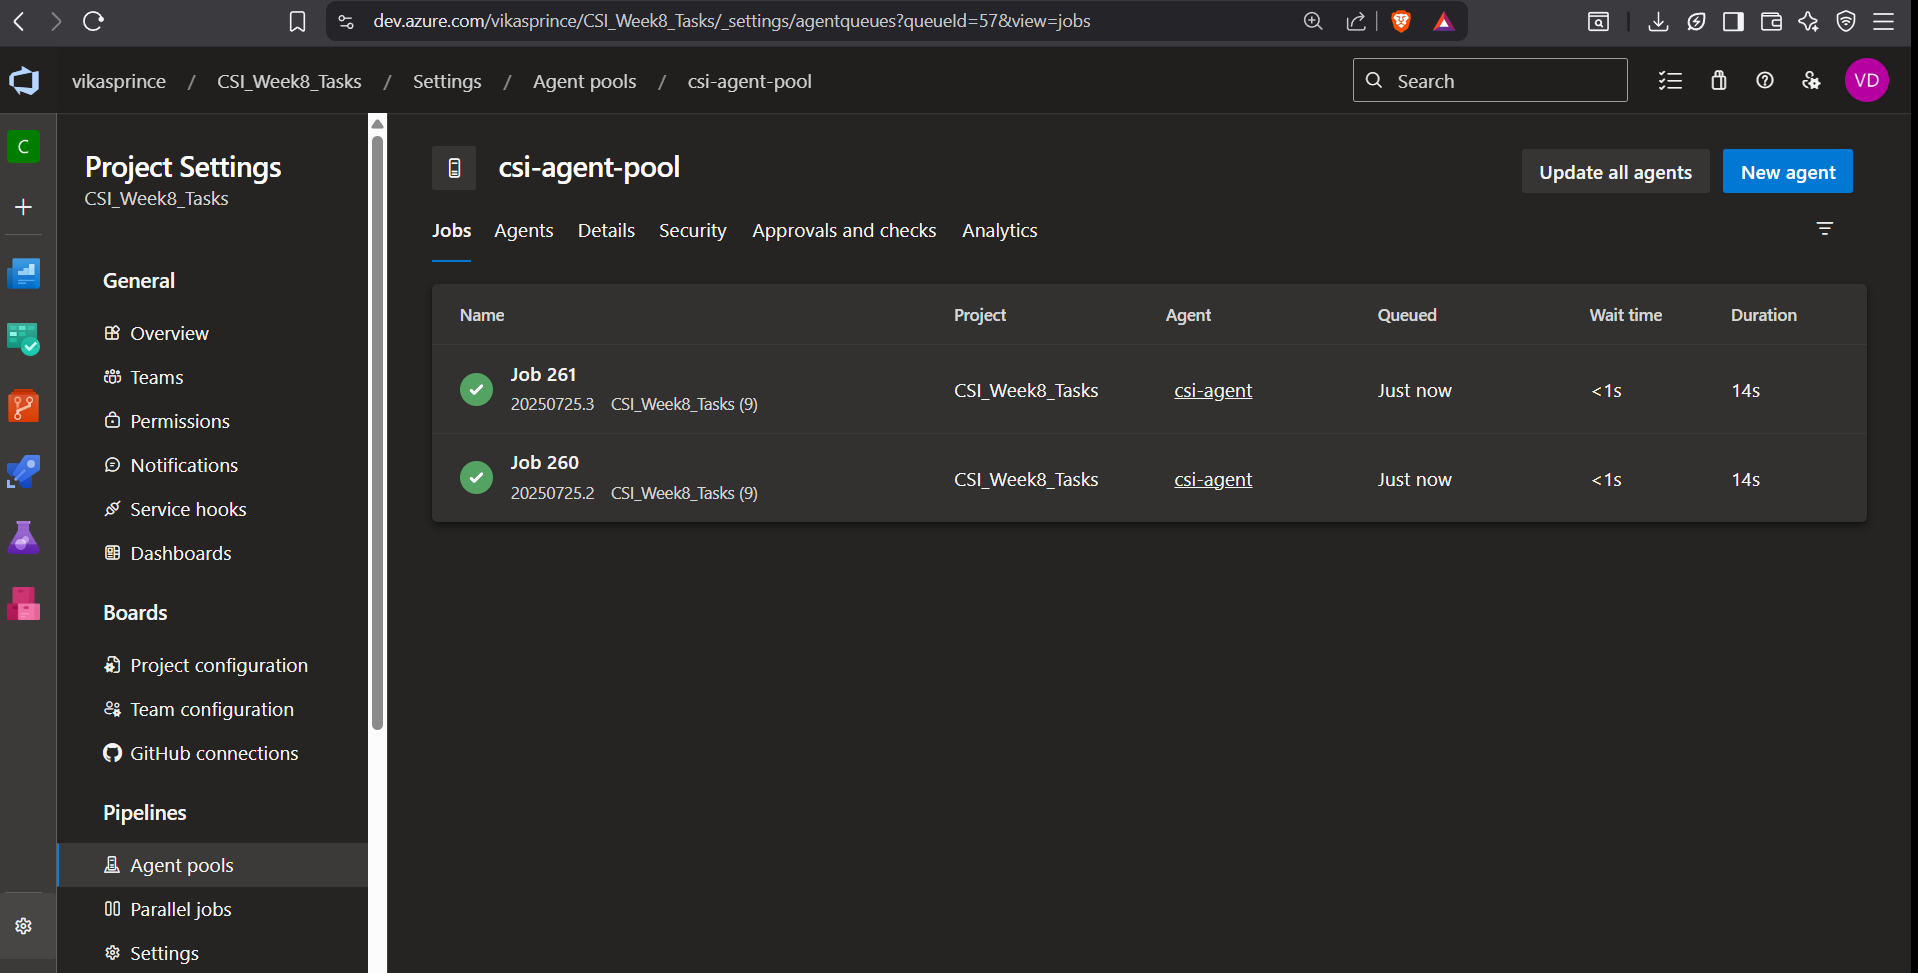 dev.azure.com/vikasprince/CSI_Week8_Tasks/_settings/agentqueues?queueId=57&view=jobs
vikasprince / CSI_Week8_Tasks / Settings / Agent pools / csi-agent-pool
Search
VD
C
Project Settings
CSI_Week8_Tasks
General
Overview
Teams
Permissions
Notifications
Service hooks
Dashboards
Boards
Project configuration
Team configuration
GitHub connections
Pipelines
Agent pools
Parallel jobs
Settings
csi-agent-pool
Update all agents
New agent
Jobs Agents Details Security Approvals and checks Analytics
Name Project Agent Queued Wait time Duration
Job 261
20250725.3 CSI_Week8_Tasks (9)
CSI_Week8_Tasks csi-agent Just now <1s 14s
Job 260
20250725.2 CSI_Week8_Tasks (9)
CSI_Week8_Tasks csi-agent Just now <1s 14s